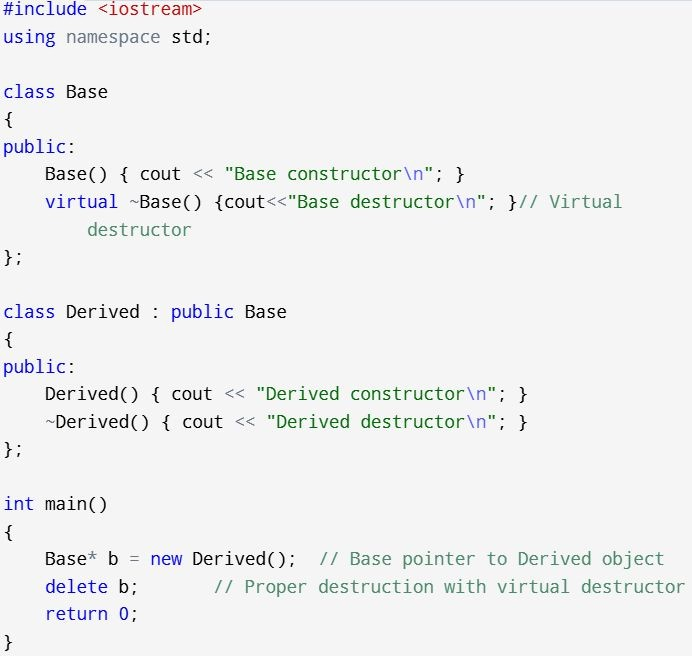 #include <iostream>
using namespace std;
class Base
{
public:
    Base() { cout << "Base constructor\n"; }
    virtual ~Base() {cout<<"Base destructor\n"; }// Virtual
        destructor
};
class Derived : public Base
{
public:
    Derived() { cout << "Derived constructor\n"; }
    ~Derived() { cout << "Derived destructor\n"; }
};
int main()
{
    Base* b = new Derived();  // Base pointer to Derived object
    delete b;       // Proper destruction with virtual destructor
    return 0;
}